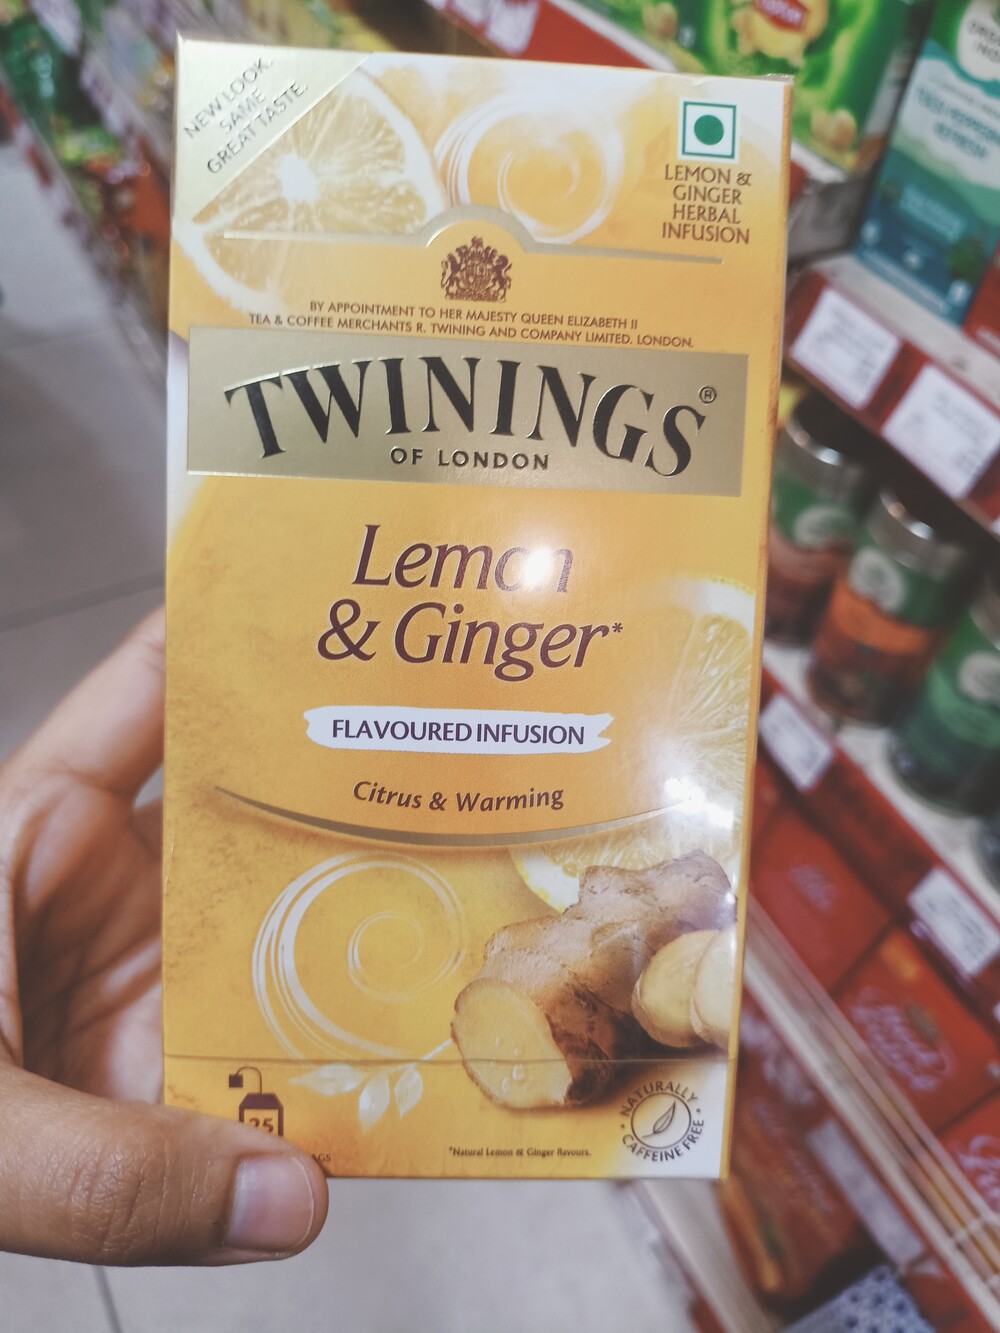 NEW LOOK.
SAME
GREAT TASTE.
LEMON &
GINGER
HERBAL
INFUSION
BY APPOINTMENT TO HER MAJESTY QUEEN ELIZABETH II
TEA & COFFEE MERCHANTS R. TWINING AND COMPANY LIMITED, LONDON.
TWININGS®
OF LONDON
Lemon
& Ginger*
FLAVOURED INFUSION
Citrus & Warming
25
AGS
*Natural Lemon & Ginger flavours.
NATURALLY
CAFFEINE FREE